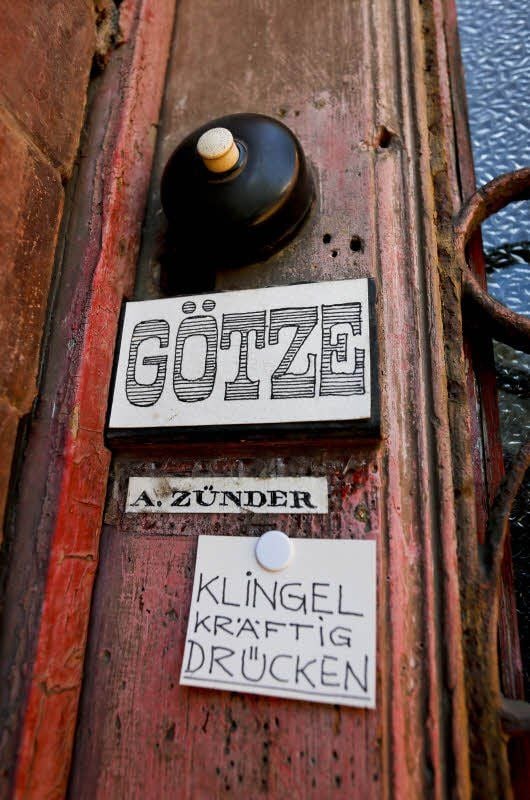 GÖTZE
A. ZÜNDER
KLiNGEL
KRÄFTiG
DRÜCKEN